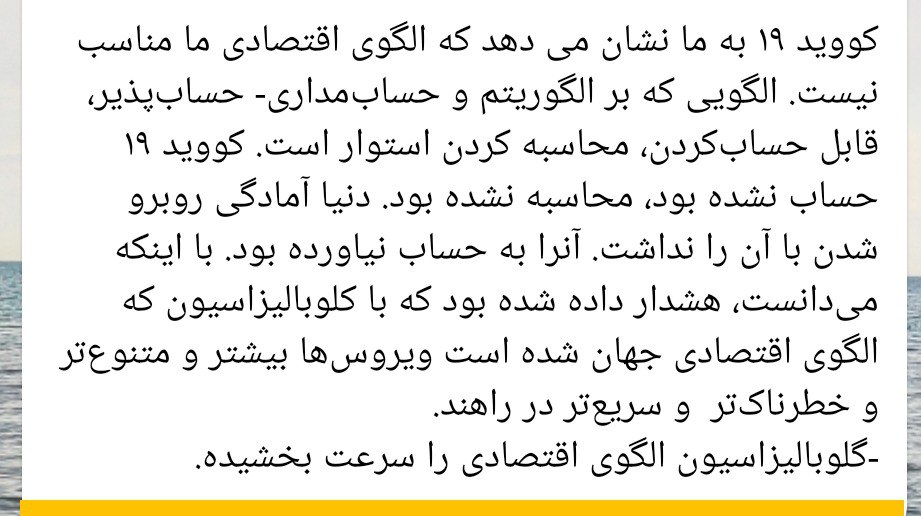 کووید ۱۹ به ما نشان می دهد که الگوی اقتصادی ما مناسب
نیست. الگویی که بر الگوریتم و حساب‌مداری- حساب‌پذیر،
قابل حساب‌کردن، محاسبه کردن استوار است. کووید ۱۹
حساب نشده بود، محاسبه نشده بود. دنیا آمادگی روبرو
شدن با آن را نداشت. آنرا به حساب نیاورده بود. با اینکه
می‌دانست، هشدار داده شده بود که با کلوبالیزاسیون که
الگوی اقتصادی جهان شده است ویروس‌ها بیشتر و متنوع‌تر
و خطرناک‌تر  و سریع‌تر در راهند.
-گلوبالیزاسیون الگوی اقتصادی را سرعت بخشیده.